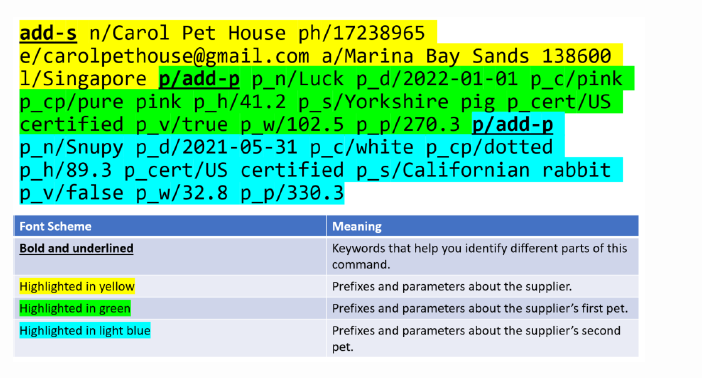 add-s n/Carol Pet House ph/17238965
e/carolpethouse@gmail.com a/Marina Bay Sands 138600
l/Singapore p/add-p p_n/Luck p_d/2022-01-01 p_c/pink
p_cp/pure pink p_h/41.2 p_s/Yorkshire pig p_cert/US
certified p_v/true p_w/102.5 p_p/270.3 p/add-p
p_n/Snupy p_d/2021-05-31 p_c/white p_cp/dotted
p_h/89.3 p_cert/US certified p_s/Californian rabbit
p_v/false p_w/32.8 p_p/330.3
Font Scheme Meaning
Bold and underlined Keywords that help you identify different parts of this
command.
Highlighted in yellow Prefixes and parameters about the supplier.
Highlighted in green Prefixes and parameters about the supplier's first pet.
Highlighted in light blue Prefixes and parameters about the supplier's second
pet.